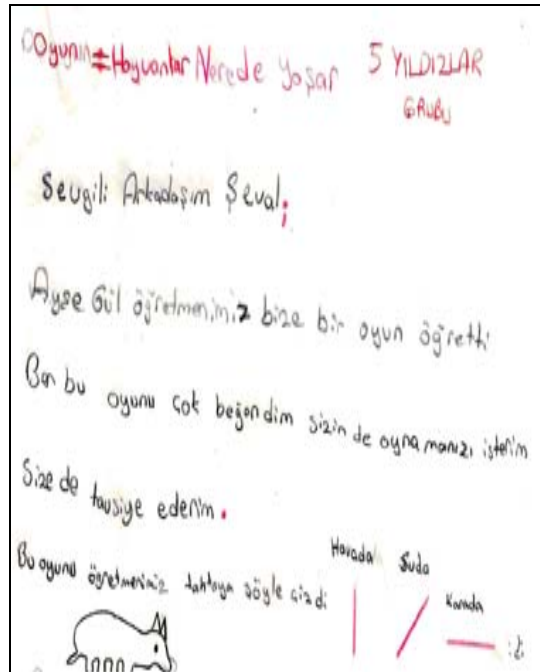 Oyunin = Hayvanlar Nerede Yaşar 5 YILDIZLAR
GRUBU
Sevgili Arkadaşım Şeval;
Ayşe Gül öğretmenimiz bize bir oyun öğretti
Ben bu oyunu çok beğendim sizin de oynamanızı isterim
Size de tavsiye ederim.
Bu oyunu öğretmenimiz tahtaya şöyle çizdi
Havada Suda Karada